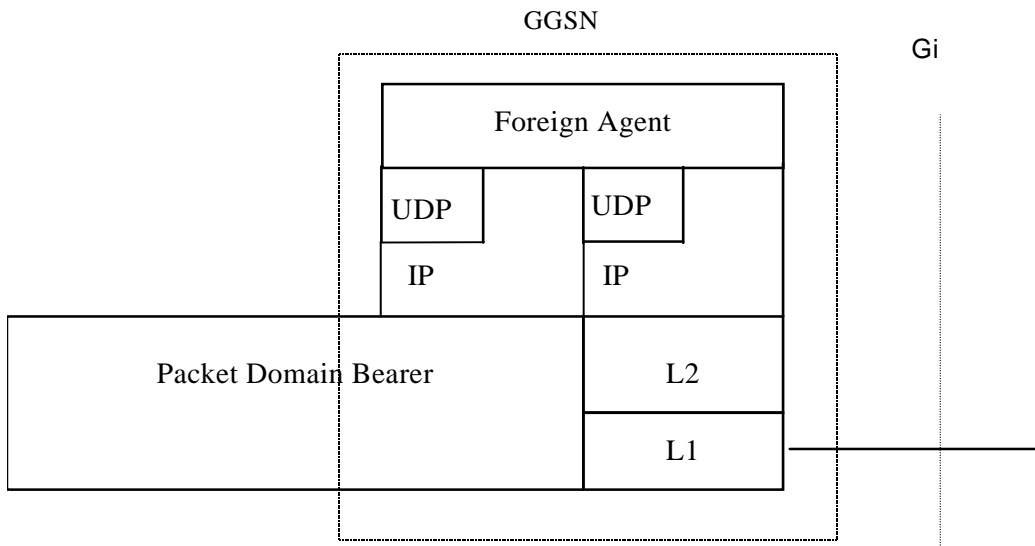 GGSN
Gi
Foreign Agent
UDP
UDP
IP
IP
Packet Domain Bearer
L2
L1